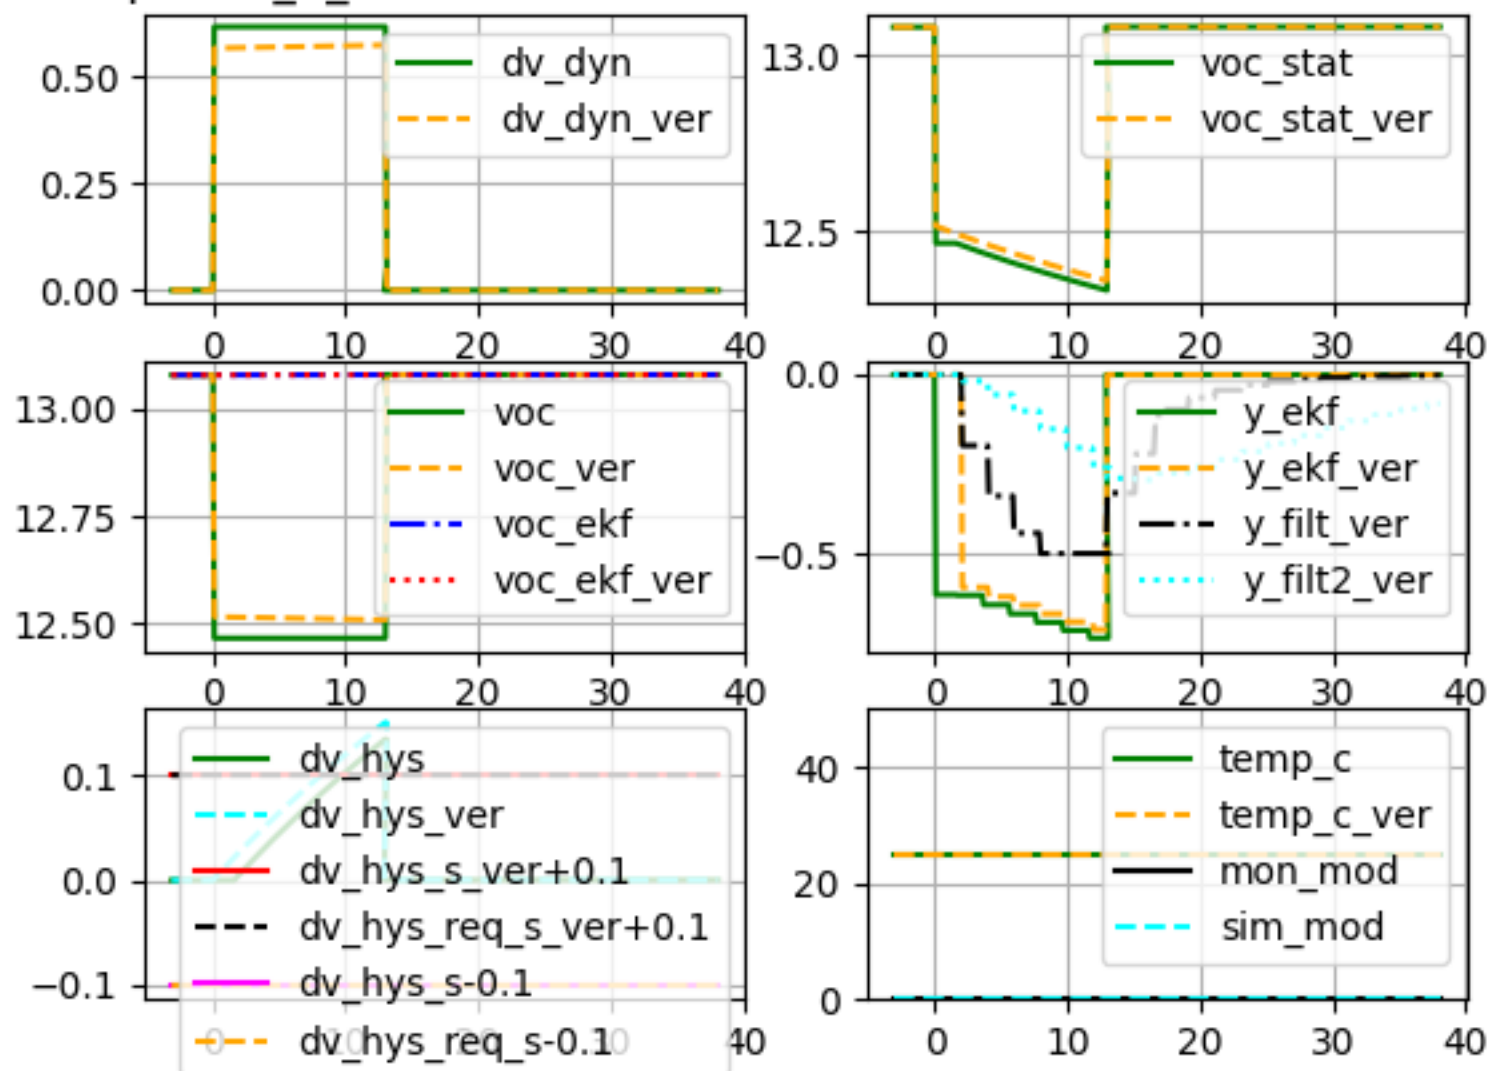 0.50
0.25
0.00
dv_dyn
dv_dyn_ver
0 10 20 30 40
13.0
12.5
voc_stat
voc_stat_ver
0 10 20 30 40
13.00
12.75
12.50
voc
voc_ver
voc_ekf
voc_ekf_ver
0 10 20 30 40
0.0
−0.5
y_ekf
y_ekf_ver
y_filt_ver
y_filt2_ver
0 10 20 30 40
0.1
0.0
−0.1
dv_hys
dv_hys_ver
dv_hys_s_ver+0.1
dv_hys_req_s_ver+0.1
dv_hys_s-0.1
dv_hys_req_s-0.1
0 10 20 30 40
40
20
0
temp_c
temp_c_ver
mon_mod
sim_mod
0 10 20 30 40